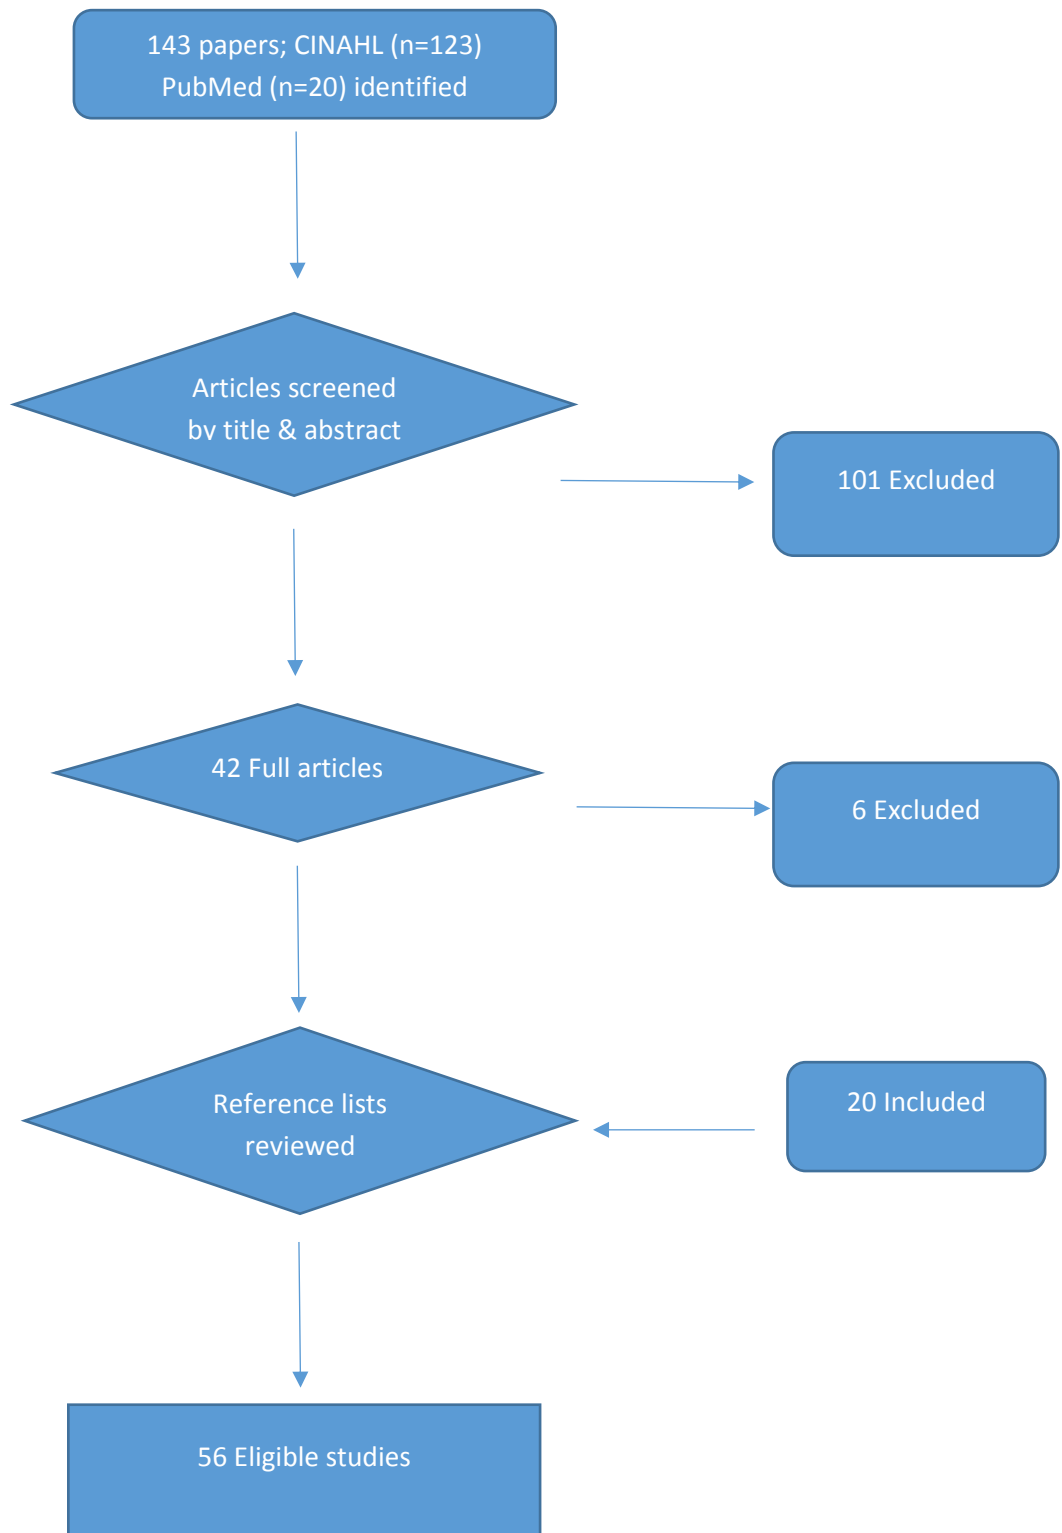 143 papers; CINAHL (n=123)
PubMed (n=20) identified
Articles screened
by title & abstract
101 Excluded
42 Full articles
6 Excluded
Reference lists
reviewed
20 Included
56 Eligible studies